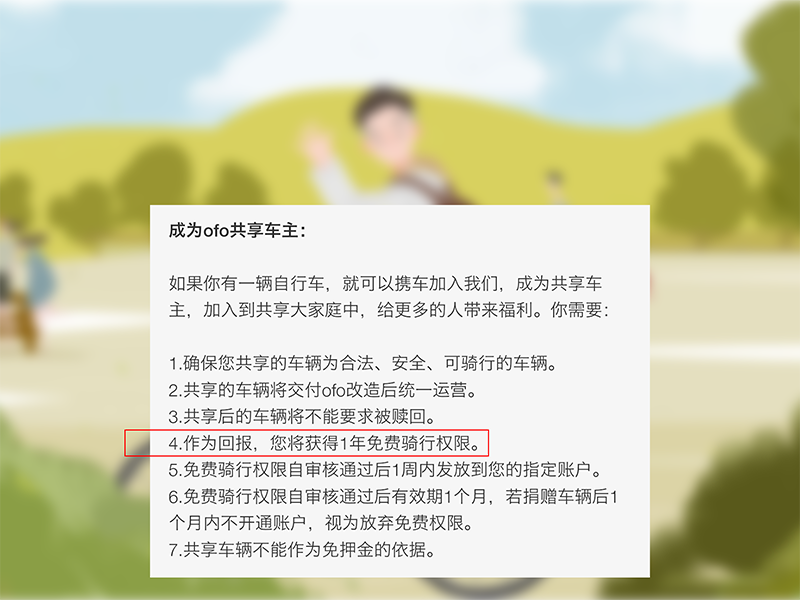 成为ofo共享车主：
如果你有一辆自行车，就可以携车加入我们，成为共享车
主，加入到共享大家庭中，给更多的人带来福利。你需要：
1.确保您共享的车辆为合法、安全、可骑行的车辆。
2.共享的车辆将交付ofo改造后统一运营。
3.共享后的车辆将不能要求被赎回。
4.作为回报，您将获得1年免费骑行权限。
5.免费骑行权限自审核通过后1周内发放到您的指定账户。
6.免费骑行权限自审核通过后有效期1个月，若捐赠车辆后1
个月内不开通账户，视为放弃免费权限。
7.共享车辆不能作为免押金的依据。